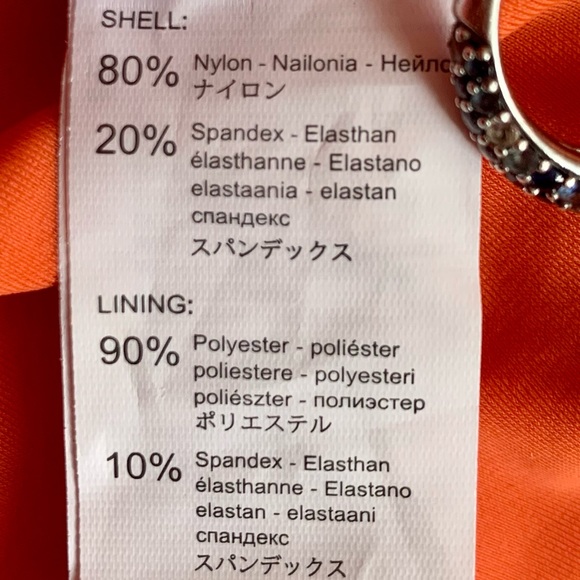 SHELL:
80% Nylon - Nailonia - Нейло
ナイロン
20% Spandex - Elasthan
élasthanne - Elastano
elastaania - elastan
спандекс
スパンデックス
LINING:
90% Polyester - poliéster
poliestere - polyesteri
poliészter - полиэстер
ポリエステル
10% Spandex - Elasthan
élasthanne - Elastano
elastan - elastaani
спандекс
スパンデックス